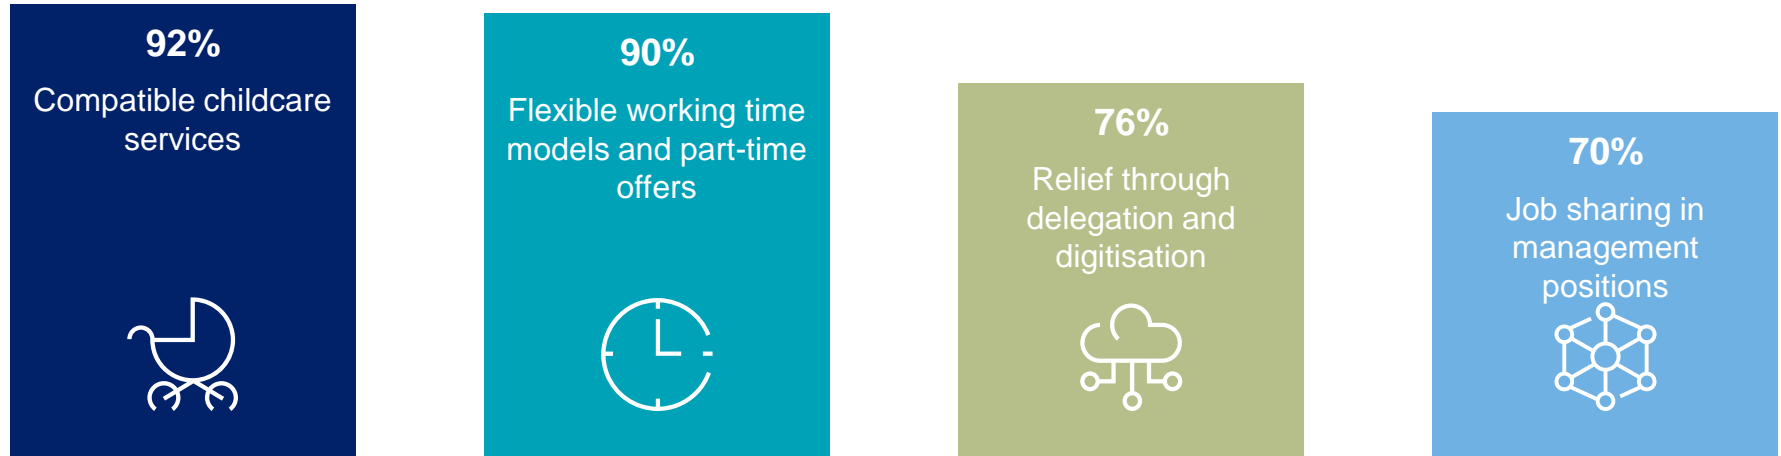 92%
Compatible childcare
services
90%
Flexible working time
models and part-time
offers
76%
Relief through
delegation and
digitisation
70%
Job sharing in
management
positions